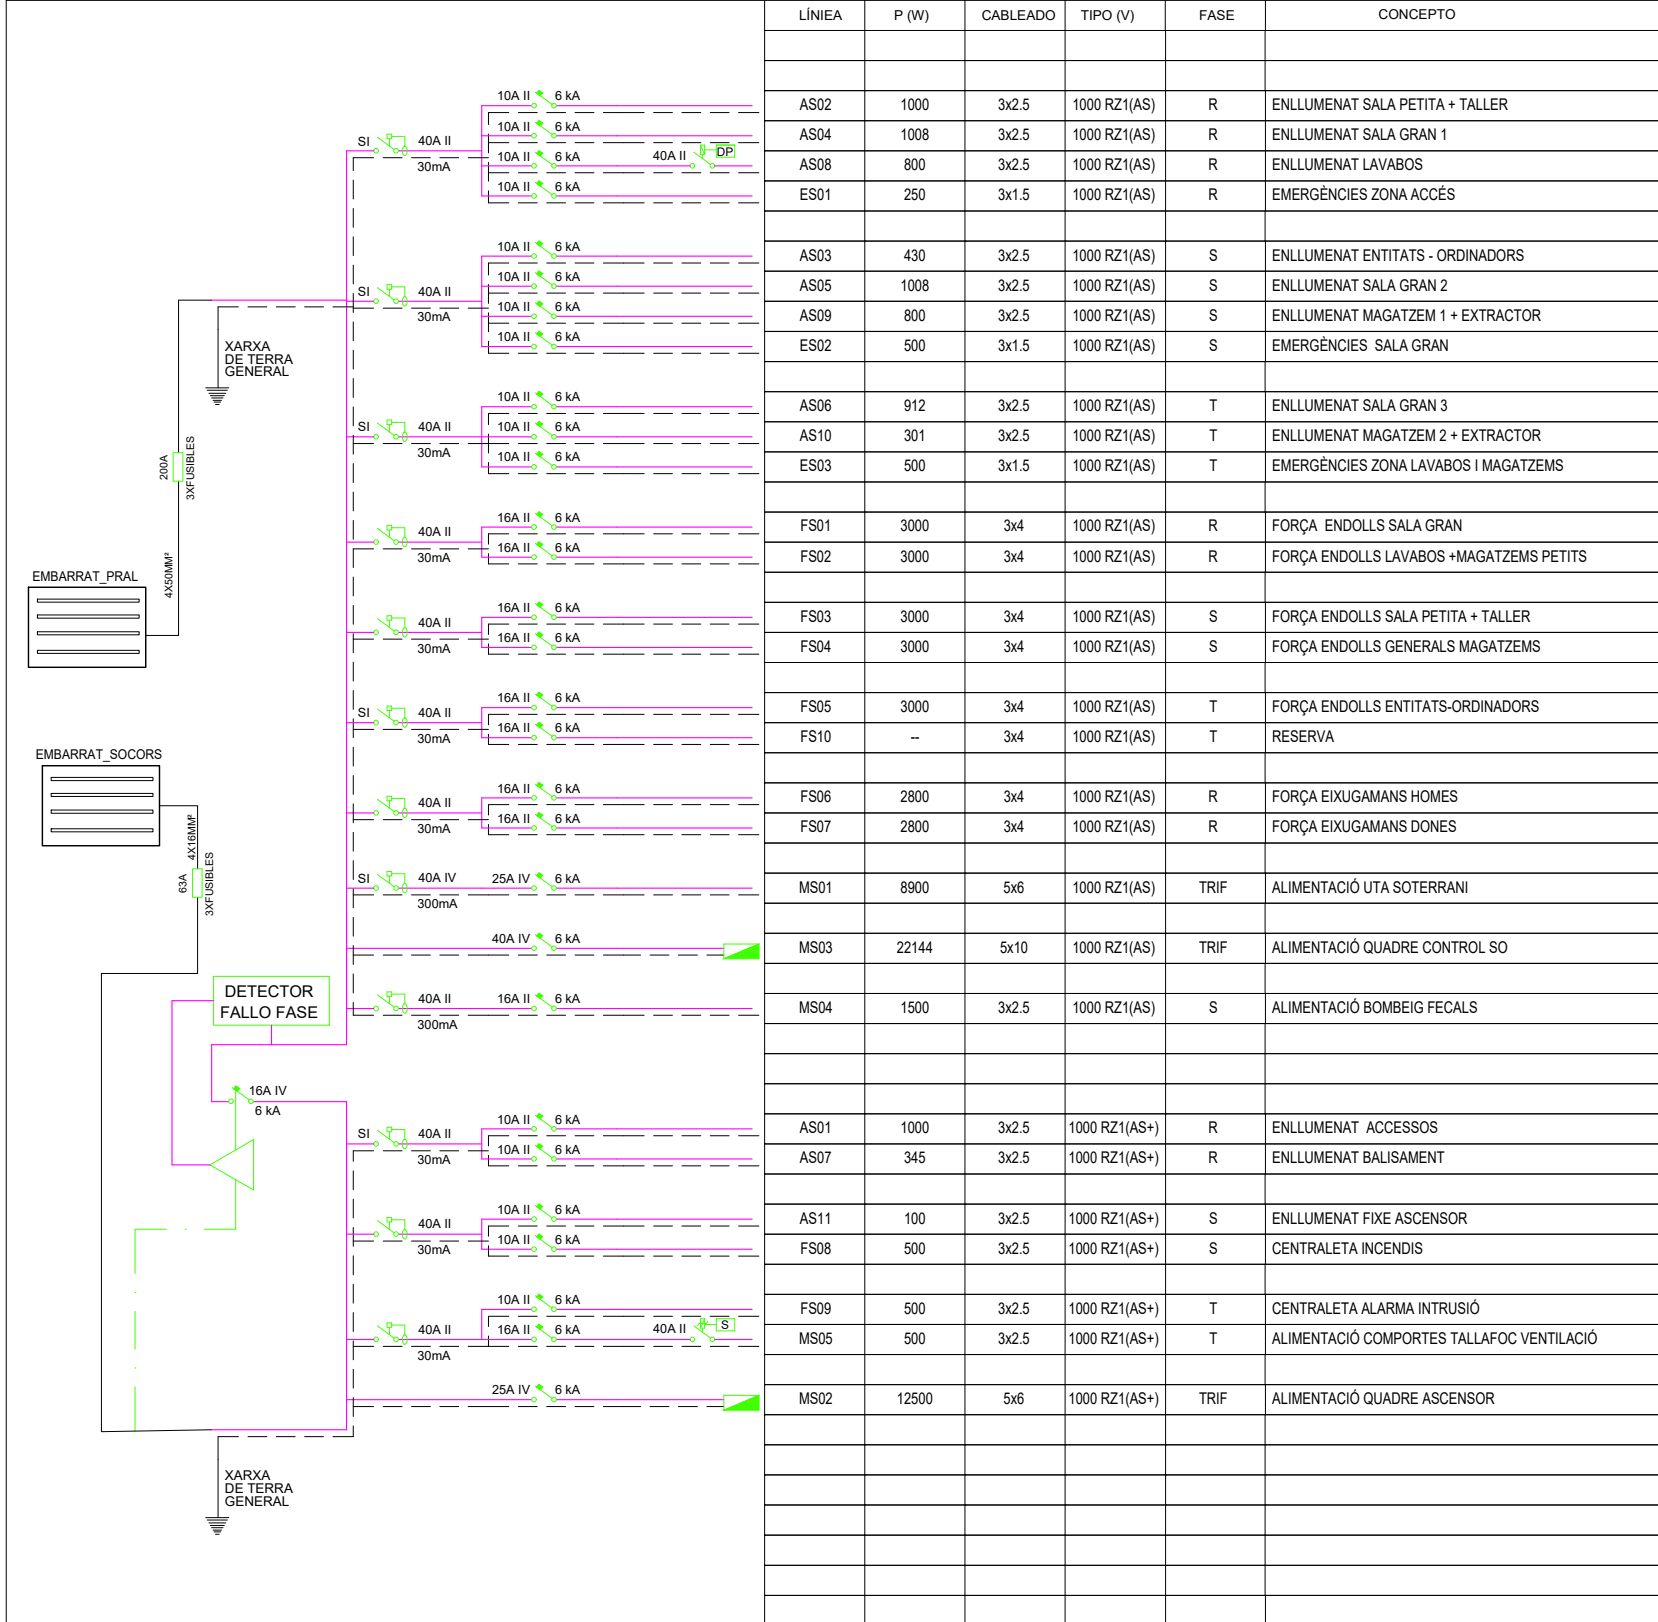 LÍNIEA P (W) CABLEADO TIPO (V) FASE CONCEPTO
10A II 6 kA AS02 1000 3x2.5 1000 RZ1(AS) R ENLLUMENAT SALA PETITA + TALLER
10A II 6 kA AS04 1008 3x2.5 1000 RZ1(AS) R ENLLUMENAT SALA GRAN 1
SI 40A II
30mA
10A II 6 kA 40A II DP AS08 800 3x2.5 1000 RZ1(AS) R ENLLUMENAT LAVABOS
10A II 6 kA ES01 250 3x1.5 1000 RZ1(AS) R EMERGÈNCIES ZONA ACCÉS
10A II 6 kA AS03 430 3x2.5 1000 RZ1(AS) S ENLLUMENAT ENTITATS - ORDINADORS
10A II 6 kA AS05 1008 3x2.5 1000 RZ1(AS) S ENLLUMENAT SALA GRAN 2
SI 40A II
30mA
10A II 6 kA AS09 800 3x2.5 1000 RZ1(AS) S ENLLUMENAT MAGATZEM 1 + EXTRACTOR
10A II 6 kA ES02 500 3x1.5 1000 RZ1(AS) S EMERGÈNCIES SALA GRAN
XARXA
DE TERRA
GENERAL
10A II 6 kA AS06 912 3x2.5 1000 RZ1(AS) T ENLLUMENAT SALA GRAN 3
SI 40A II 10A II 6 kA AS10 301 3x2.5 1000 RZ1(AS) T ENLLUMENAT MAGATZEM 2 + EXTRACTOR
30mA
10A II 6 kA ES03 500 3x1.5 1000 RZ1(AS) T EMERGÈNCIES ZONA LAVABOS I MAGATZEMS
200A
3XFUSIBLES
16A II 6 kA FS01 3000 3x4 1000 RZ1(AS) R FORÇA ENDOLLS SALA GRAN
40A II
30mA
16A II 6 kA FS02 3000 3x4 1000 RZ1(AS) R FORÇA ENDOLLS LAVABOS +MAGATZEMS PETITS
4X50MM²
EMBARRAT_PRAL
16A II 6 kA FS03 3000 3x4 1000 RZ1(AS) S FORÇA ENDOLLS SALA PETITA + TALLER
40A II
30mA
16A II 6 kA FS04 3000 3x4 1000 RZ1(AS) S FORÇA ENDOLLS GENERALS MAGATZEMS
16A II 6 kA FS05 3000 3x4 1000 RZ1(AS) T FORÇA ENDOLLS ENTITATS-ORDINADORS
SI 40A II
30mA
16A II 6 kA FS10 -- 3x4 1000 RZ1(AS) T RESERVA
EMBARRAT_SOCORS
16A II 6 kA FS06 2800 3x4 1000 RZ1(AS) R FORÇA EIXUGAMANS HOMES
40A II
30mA
16A II 6 kA FS07 2800 3x4 1000 RZ1(AS) R FORÇA EIXUGAMANS DONES
4X16MM²
63A
3XFUSIBLES
SI 40A IV 25A IV 6 kA MS01 8900 5x6 1000 RZ1(AS) TRIF ALIMENTACIÓ UTA SOTERRANI
300mA
40A IV 6 kA MS03 22144 5x10 1000 RZ1(AS) TRIF ALIMENTACIÓ QUADRE CONTROL SO
DETECTOR
FALLO FASE
40A II 16A II 6 kA MS04 1500 3x2.5 1000 RZ1(AS) S ALIMENTACIÓ BOMBEIG FECALS
300mA
16A IV
6 kA
10A II 6 kA AS01 1000 3x2.5 1000 RZ1(AS+) R ENLLUMENAT ACCESSOS
SI 40A II
30mA
10A II 6 kA AS07 345 3x2.5 1000 RZ1(AS+) R ENLLUMENAT BALISAMENT
10A II 6 kA AS11 100 3x2.5 1000 RZ1(AS+) S ENLLUMENAT FIXE ASCENSOR
40A II
30mA
10A II 6 kA FS08 500 3x2.5 1000 RZ1(AS+) S CENTRALETA INCENDIS
10A II 6 kA FS09 500 3x2.5 1000 RZ1(AS+) T CENTRALETA ALARMA INTRUSIÓ
40A II 16A II 6 kA 40A II S MS05 500 3x2.5 1000 RZ1(AS+) T ALIMENTACIÓ COMPORTES TALLAFOC VENTILACIÓ
30mA
25A IV 6 kA MS02 12500 5x6 1000 RZ1(AS+) TRIF ALIMENTACIÓ QUADRE ASCENSOR
XARXA
DE TERRA
GENERAL